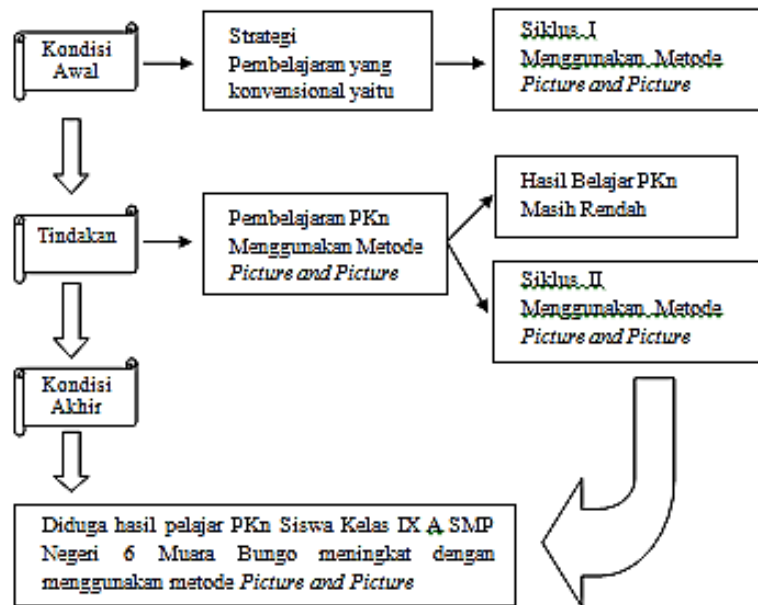 Kondisi
Awal
Strategi
Pembelajaran yang
konvensional yaitu
Siklus I
Menggunakan Metode
Picture and Picture
Tindakan
Pembelajaran PKn
Menggunakan Metode
Picture and Picture
Hasil Belajar PKn
Masih Rendah
Siklus II
Menggunakan Metode
Picture and Picture
Kondisi
Akhir
Diduga hasil pelajar PKn Siswa Kelas IX A SMP
Negeri 6 Muara Bungo meningkat dengan
menggunakan metode Picture and Picture